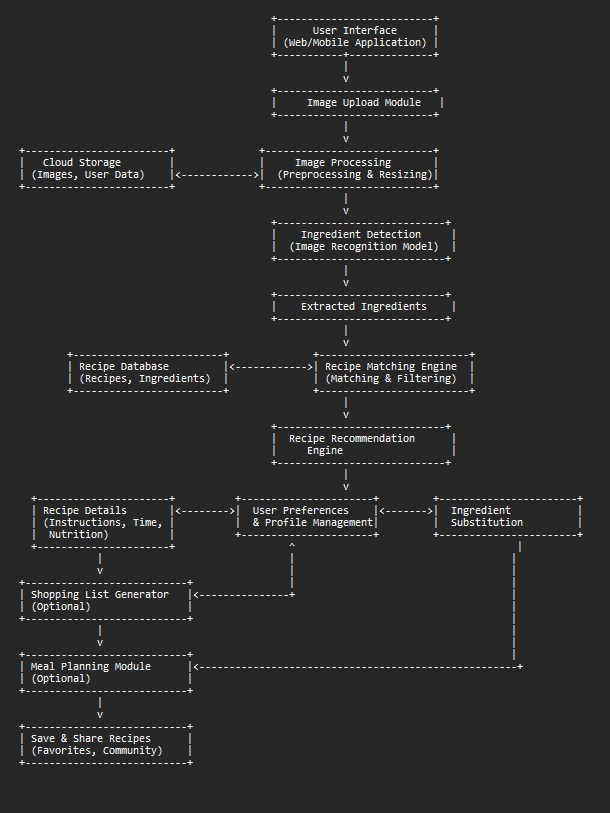 User Interface
(Web/Mobile Application)
Image Upload Module
Cloud Storage
(Images, User Data)
Image Processing
(Preprocessing & Resizing)
Ingredient Detection
(Image Recognition Model)
Extracted Ingredients
Recipe Database
(Recipes, Ingredients)
Recipe Matching Engine
(Matching & Filtering)
Recipe Recommendation
Engine
Recipe Details
(Instructions, Time,
Nutrition)
User Preferences
& Profile Management
Ingredient
Substitution
Shopping List Generator
(Optional)
Meal Planning Module
(Optional)
Save & Share Recipes
(Favorites, Community)